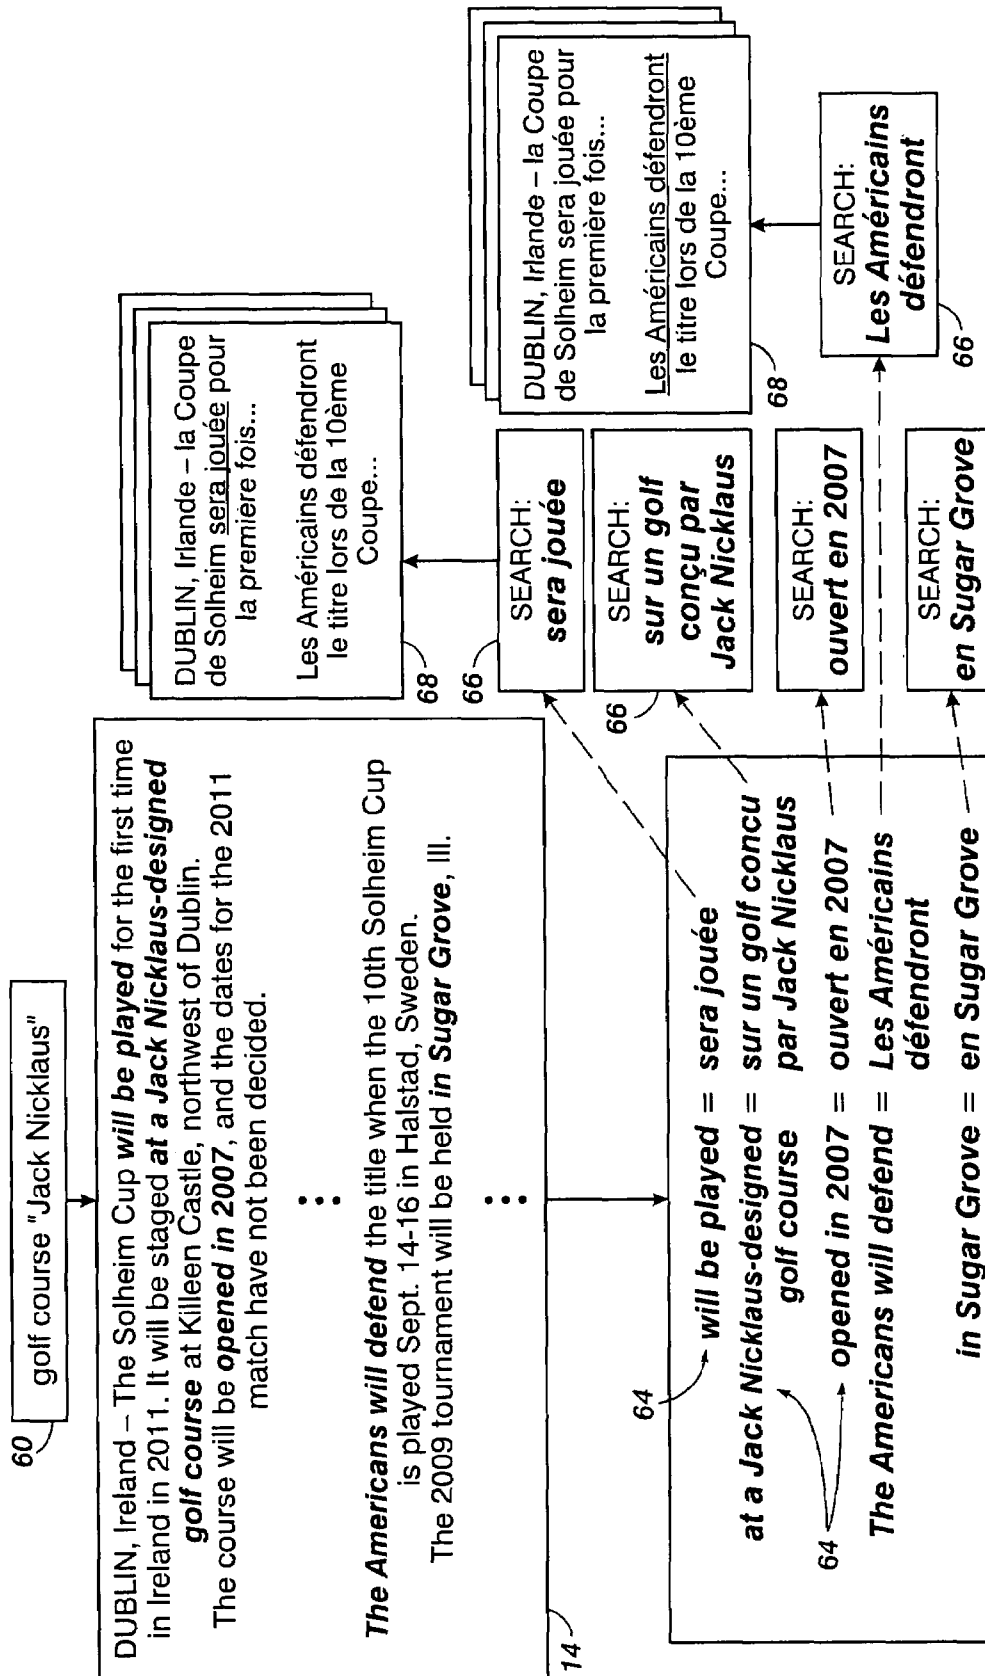 60
golf course "Jack Nicklaus"
DUBLIN, Ireland – The Solheim Cup will be played for the first time
in Ireland in 2011. It will be staged at a Jack Nicklaus-designed
golf course at Killeen Castle, northwest of Dublin.
The course will be opened in 2007, and the dates for the 2011
match have not been decided.
The Americans will defend the title when the 10th Solheim Cup
is played Sept. 14-16 in Halstad, Sweden.
The 2009 tournament will be held in Sugar Grove, Ill.
14
64
will be played = sera jouée
at a Jack Nicklaus-designed = sur un golf concu
golf course par Jack Nicklaus
64
opened in 2007 = ouvert en 2007
The Americans will defend = Les Américains
défendront
in Sugar Grove = en Sugar Grove
DUBLIN, Irlande – la Coupe
de Solheim sera jouée pour
la première fois...
Les Américains défendront
le titre lors de la 10ème
Coupe...
68
66
SEARCH:
sera jouée
SEARCH:
sur un golf
conçu par
Jack Nicklaus
66
SEARCH:
ouvert en 2007
SEARCH:
en Sugar Grove
DUBLIN, Irlande – la Coupe
de Solheim sera jouée pour
la première fois...
Les Américains défendront
le titre lors de la 10ème
Coupe...
68
SEARCH:
Les Américains
défendront
66